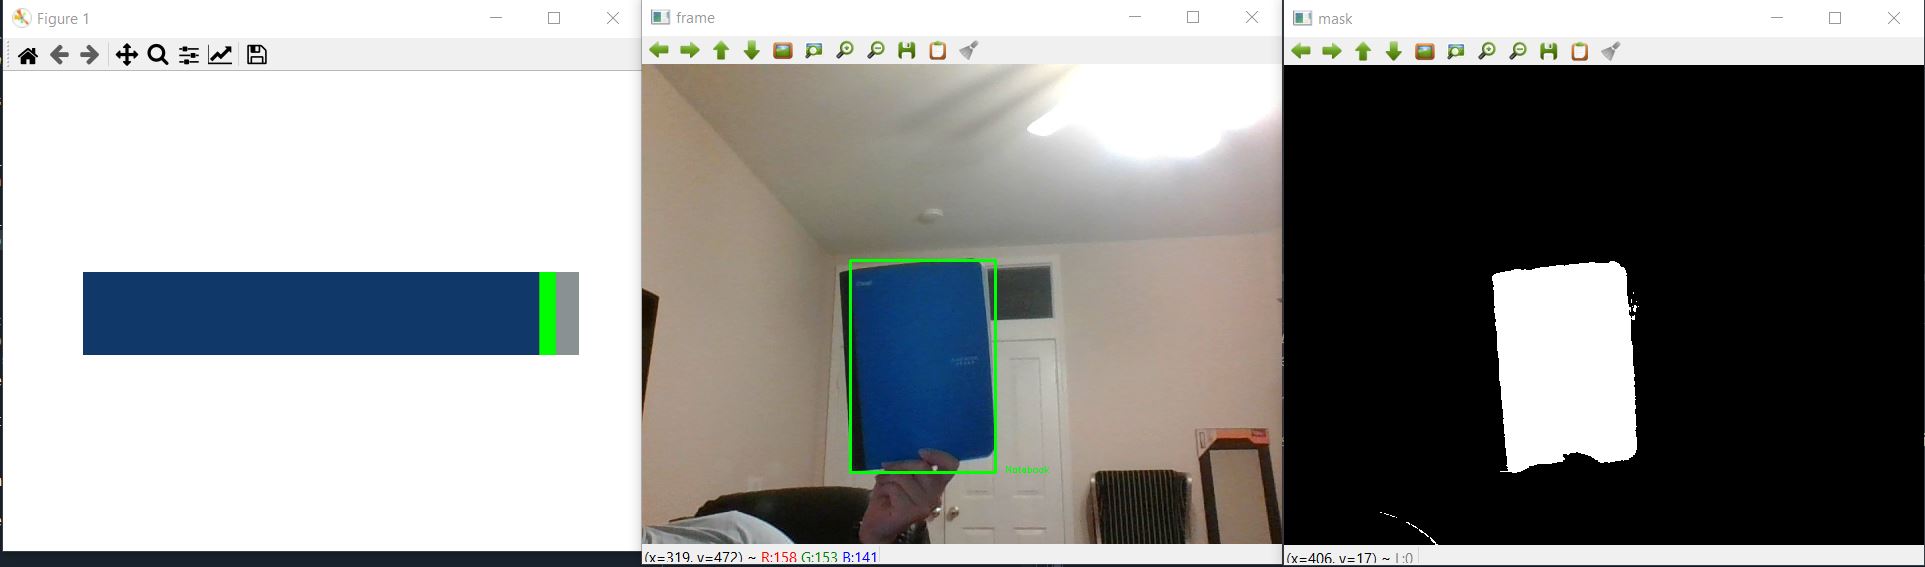 Figure 1
frame
mask
Notebook
(x=319, y=472) ~ R:158 G:153 B:141
(x=406, y=17) ~ L:0